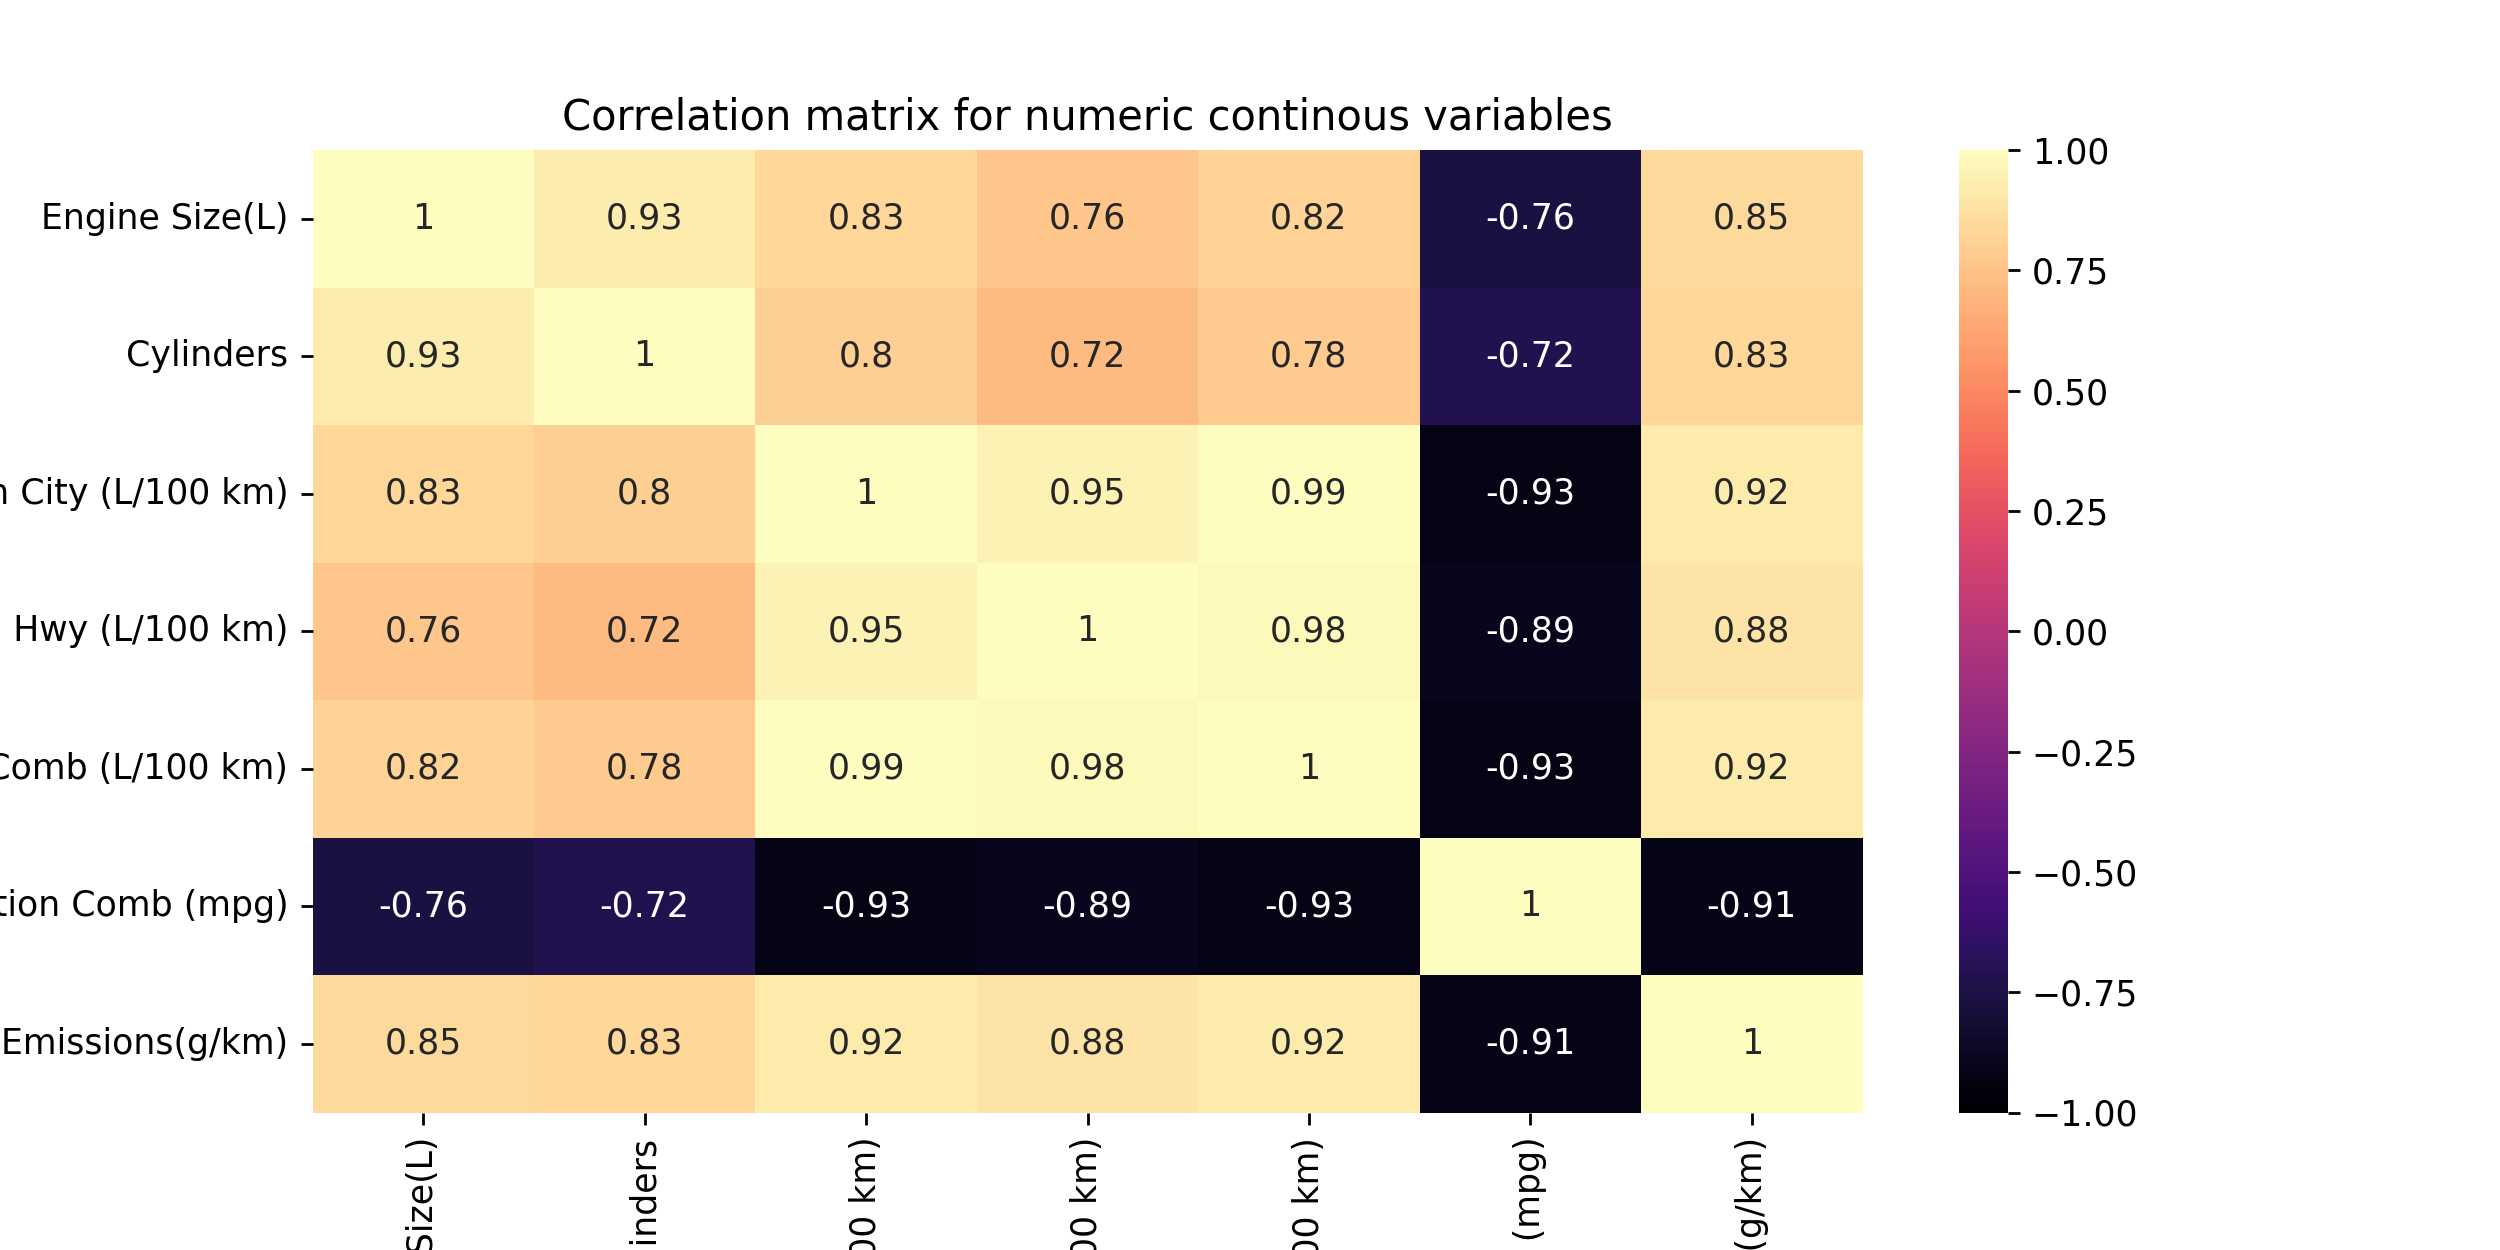 Correlation matrix for numeric continous variables
Engine Size(L) 1 0.93 0.83 0.76 0.82 -0.76 0.85
Cylinders 0.93 1 0.8 0.72 0.78 -0.72 0.83
City (L/100 km) 0.83 0.8 1 0.95 0.99 -0.93 0.92
Hwy (L/100 km) 0.76 0.72 0.95 1 0.98 -0.89 0.88
Comb (L/100 km) 0.82 0.78 0.99 0.98 1 -0.93 0.92
tion Comb (mpg) -0.76 -0.72 -0.93 -0.89 -0.93 1 -0.91
Emissions(g/km) 0.85 0.83 0.92 0.88 0.92 -0.91 1
Size(L)
inders
00 km)
00 km)
00 km)
(mpg)
(g/km)
1.00
0.75
0.50
0.25
0.00
−0.25
−0.50
−0.75
−1.00